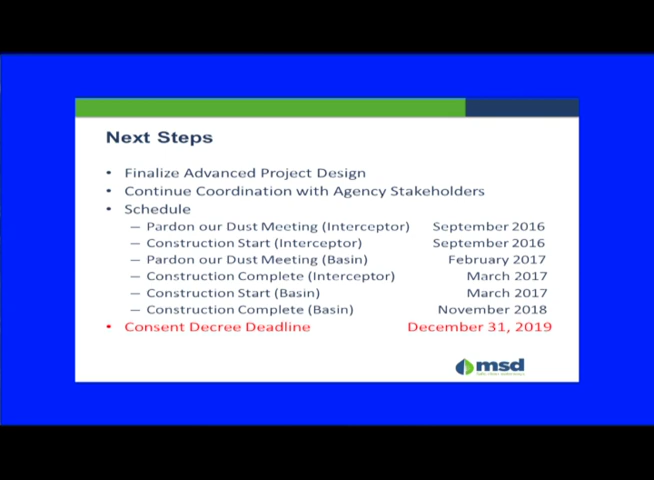 Next Steps
• Finalize Advanced Project Design
• Continue Coordination with Agency Stakeholders
• Schedule
– Pardon our Dust Meeting (Interceptor) September 2016
– Construction Start (Interceptor) September 2016
– Pardon our Dust Meeting (Basin) February 2017
– Construction Complete (Interceptor) March 2017
– Construction Start (Basin) March 2017
– Construction Complete (Basin) November 2018
• Consent Decree Deadline December 31, 2019
msd